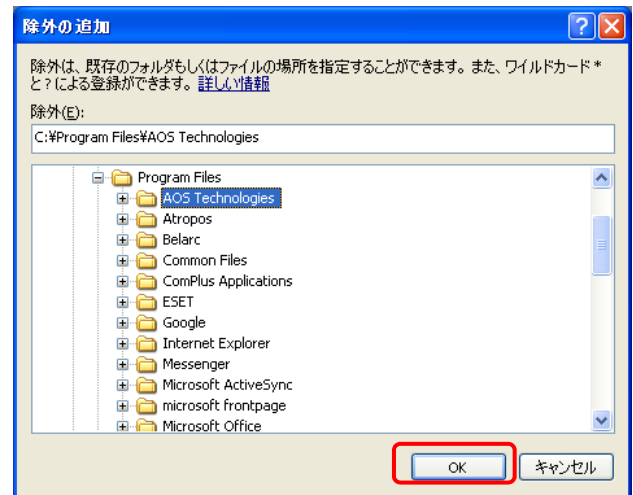 除外の追加
除外は、既存のフォルダもしくはファイルの場所を指定することができます。また、ワイルドカード *
と ? による登録ができます。 詳しい情報
除外(E):
C:¥Program Files¥AOS Technologies
Program Files
AOS Technologies
Atropos
Belarc
Common Files
ComPlus Applications
ESET
Google
Internet Explorer
Messenger
Microsoft ActiveSync
microsoft frontpage
Microsoft Office
OK キャンセル